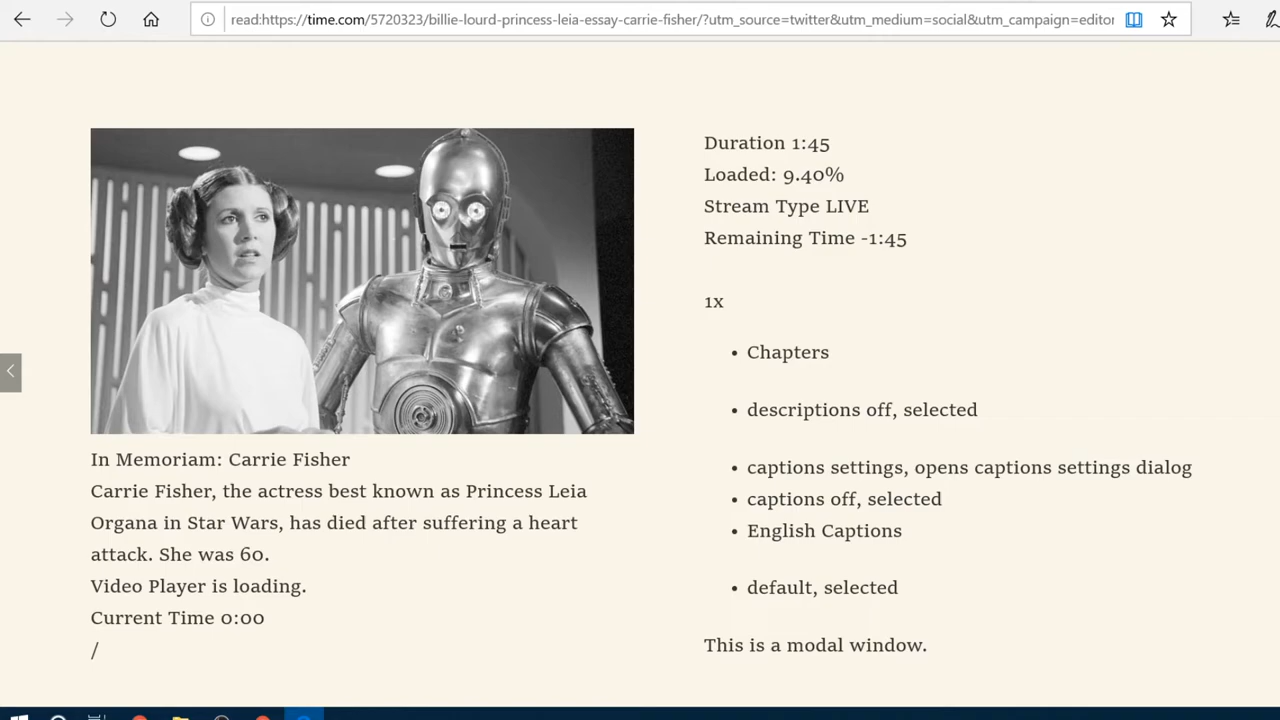 read:https://time.com/5720323/billie-lourd-princess-leia-essay-carrie-fisher/?utm_source=twitter&utm_medium=social&utm_campaign=editor
In Memoriam: Carrie Fisher
Carrie Fisher, the actress best known as Princess Leia
Organa in Star Wars, has died after suffering a heart
attack. She was 60.
Video Player is loading.
Current Time 0:00
/
Duration 1:45
Loaded: 9.40%
Stream Type LIVE
Remaining Time -1:45
1x
• Chapters
• descriptions off, selected
• captions settings, opens captions settings dialog
• captions off, selected
• English Captions
• default, selected
This is a modal window.